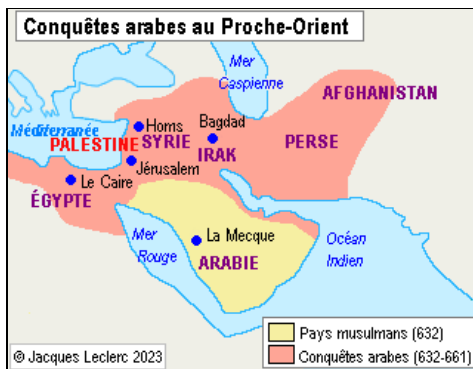 Conquêtes arabes au Proche-Orient
Mer
Caspienne
AFGHANISTAN
Méditerranée
Homs
Bagdad
PALESTINE
SYRIE
IRAK
PERSE
Jérusalem
Le Caire
ÉGYPTE
Mer
Rouge
La Mecque
ARABIE
Océan
Indien
Pays musulmans (632)
Conquêtes arabes (632-661)
© Jacques Leclerc 2023